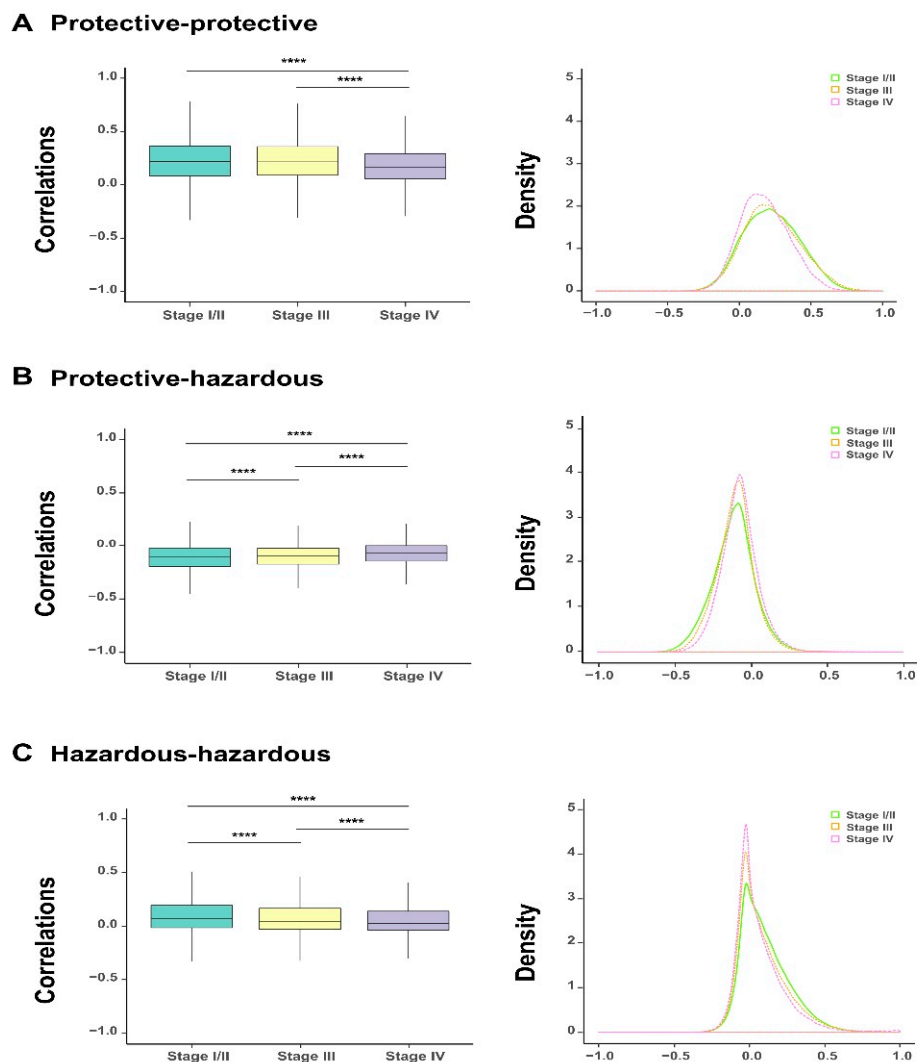 A Protective-protective
Correlations
1.0
0.5
0.0
−0.5
−1.0
****
****
Stage I/II Stage III Stage IV
Density
5
4
3
2
1
0
Stage I/II
Stage III
Stage IV
−1.0 0.0 0.5 1.0
B Protective-hazardous
Correlations
1.0
0.5
−0.0
−0.5
−1.0
****
**** ****
Stage I/II Stage III Stage IV
Density
5
4
3
2
1
0
Stage I/II
Stage III
Stage IV
−1.0 −0.5 0.0 0.5 1.0
C Hazardous-hazardous
Correlations
1.0
0.5
0.0
−0.5
−1.0
****
**** ****
Stage I/II Stage III Stage IV
Density
5
4
3
2
1
0
Stage I/II
Stage III
Stage IV
−1.0 −0.5 0.0 0.5 1.0